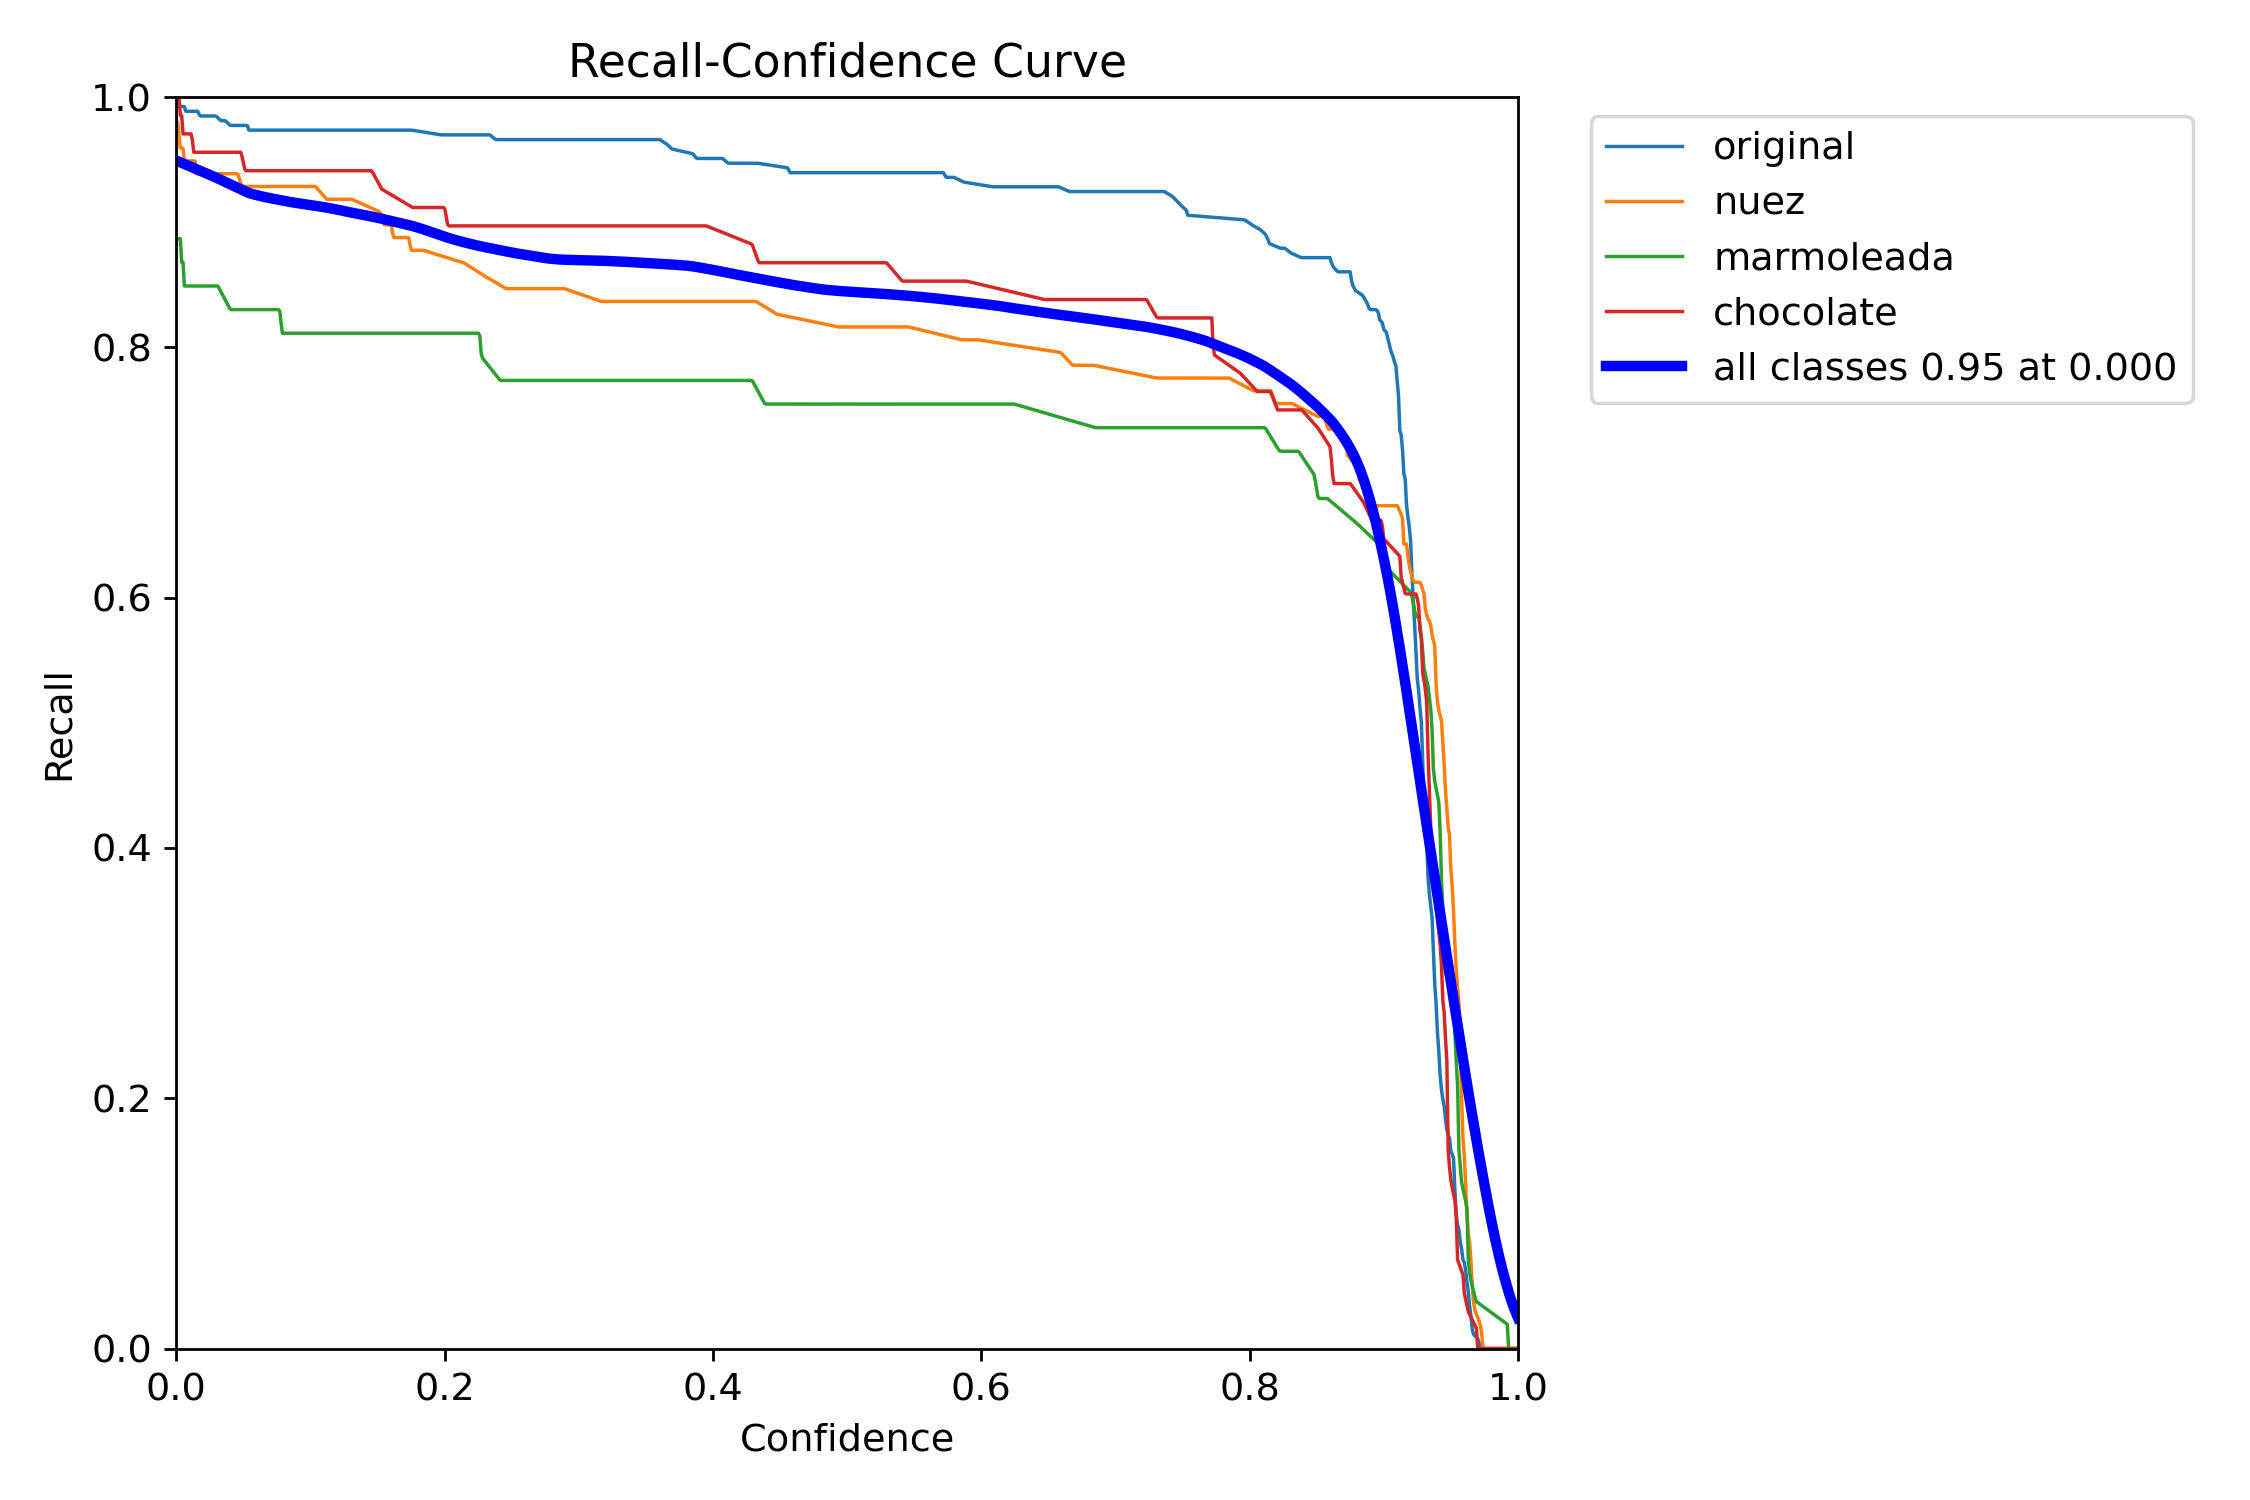 Recall-Confidence Curve
1.0
0.8
0.6
0.4
0.2
0.0
Recall
0.0 0.2 0.4 0.6 0.8 1.0
Confidence
original
nuez
marmoleada
chocolate
all classes 0.95 at 0.000